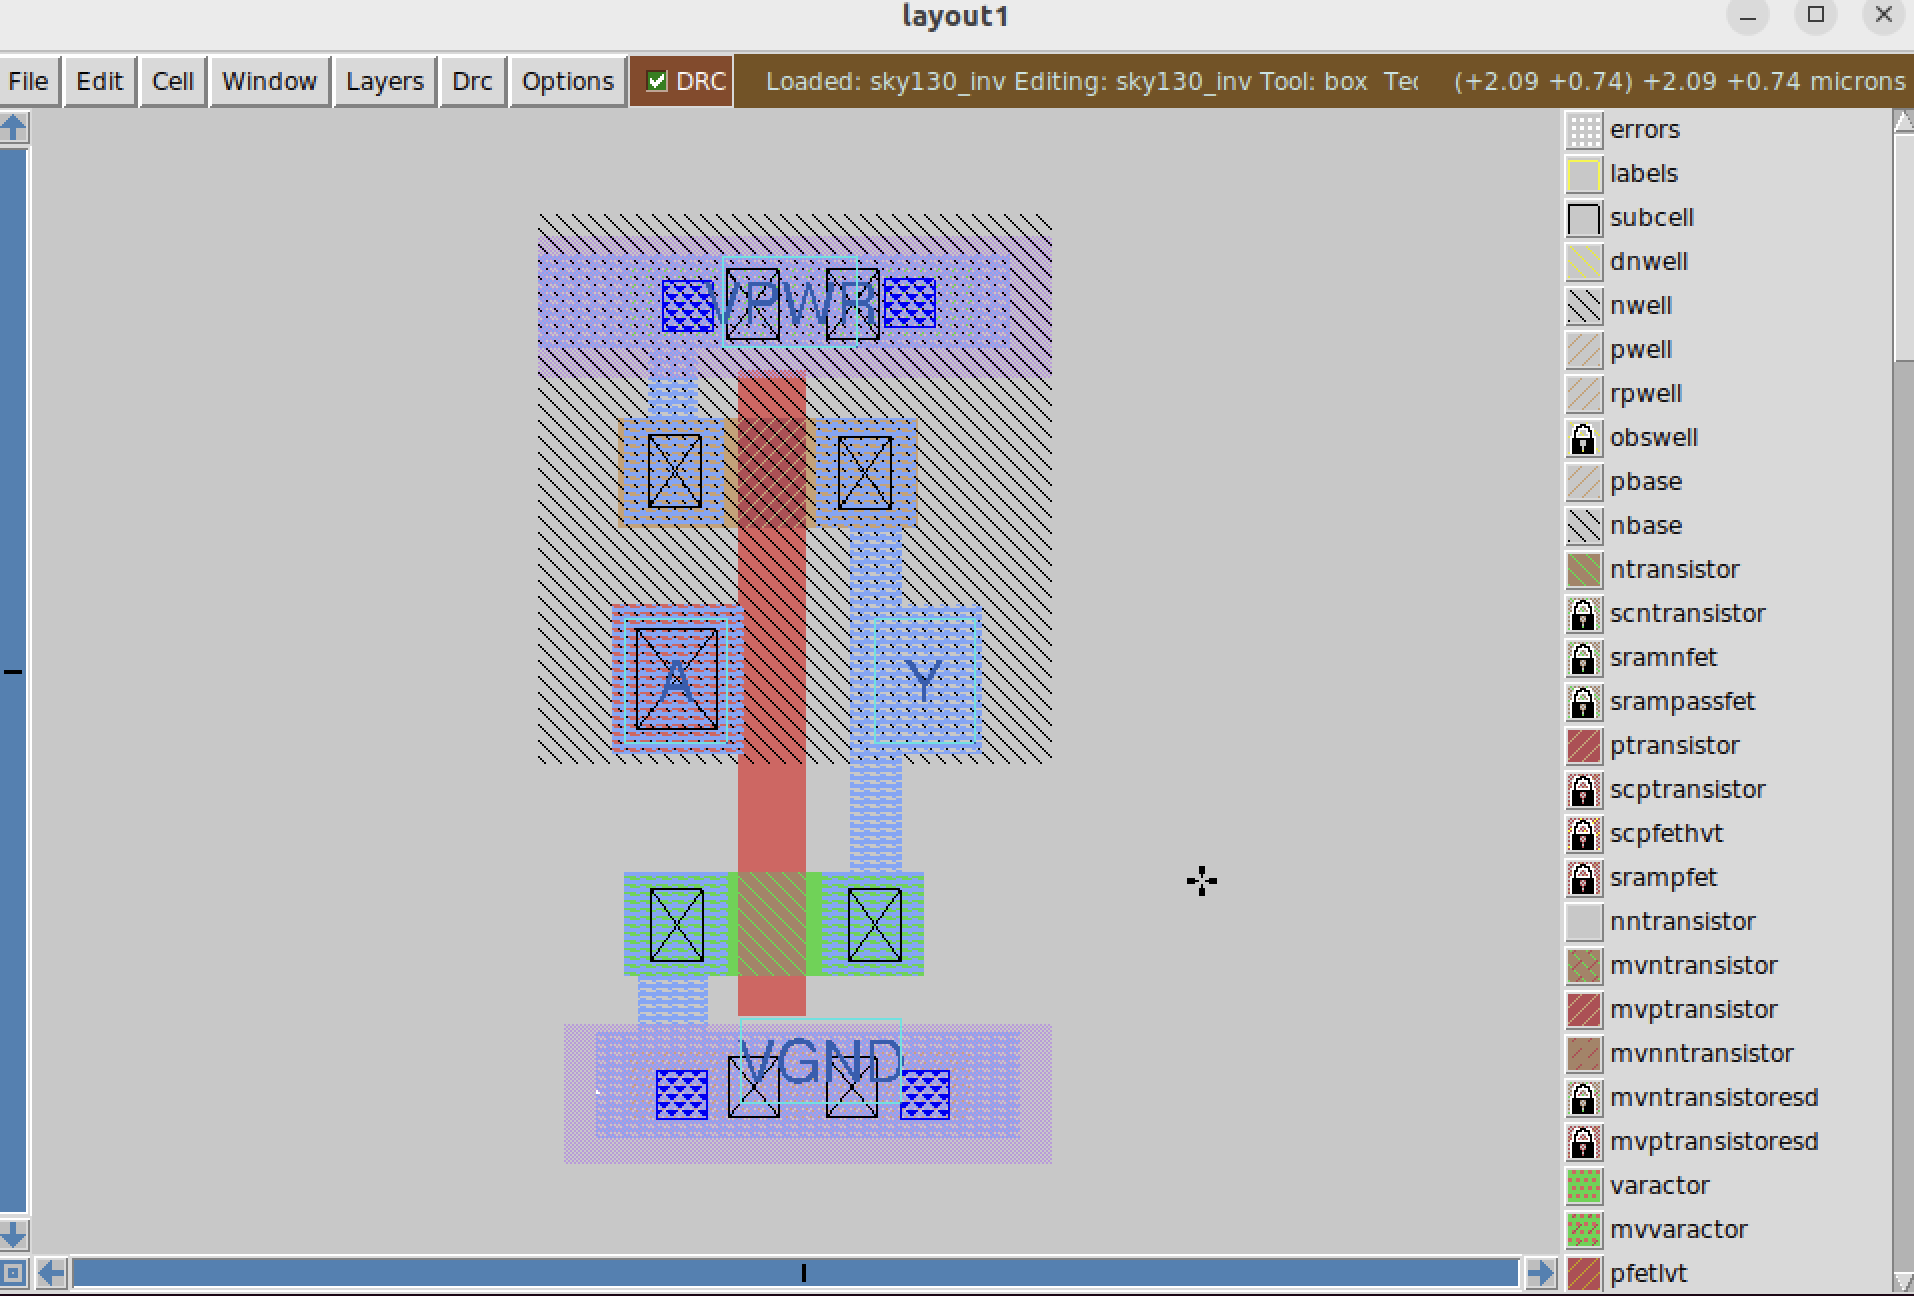 layout1
File Edit Cell Window Layers Drc Options DRC Loaded: sky130_inv Editing: sky130_inv Tool: box Tec (+2.09 +0.74) +2.09 +0.74 microns
errors
labels
subcell
dnwell
nwell
pwell
rpwell
obswell
pbase
nbase
ntransistor
scntransistor
sramnfet
srampassfet
ptransistor
scptransistor
scpfethvt
srampfet
nntransistor
mvntransistor
mvptransistor
mvnntransistor
mvntransistoresd
mvptransistoresd
varactor
mvvaractor
pfetlvt
VPWR
A
Y
VGND